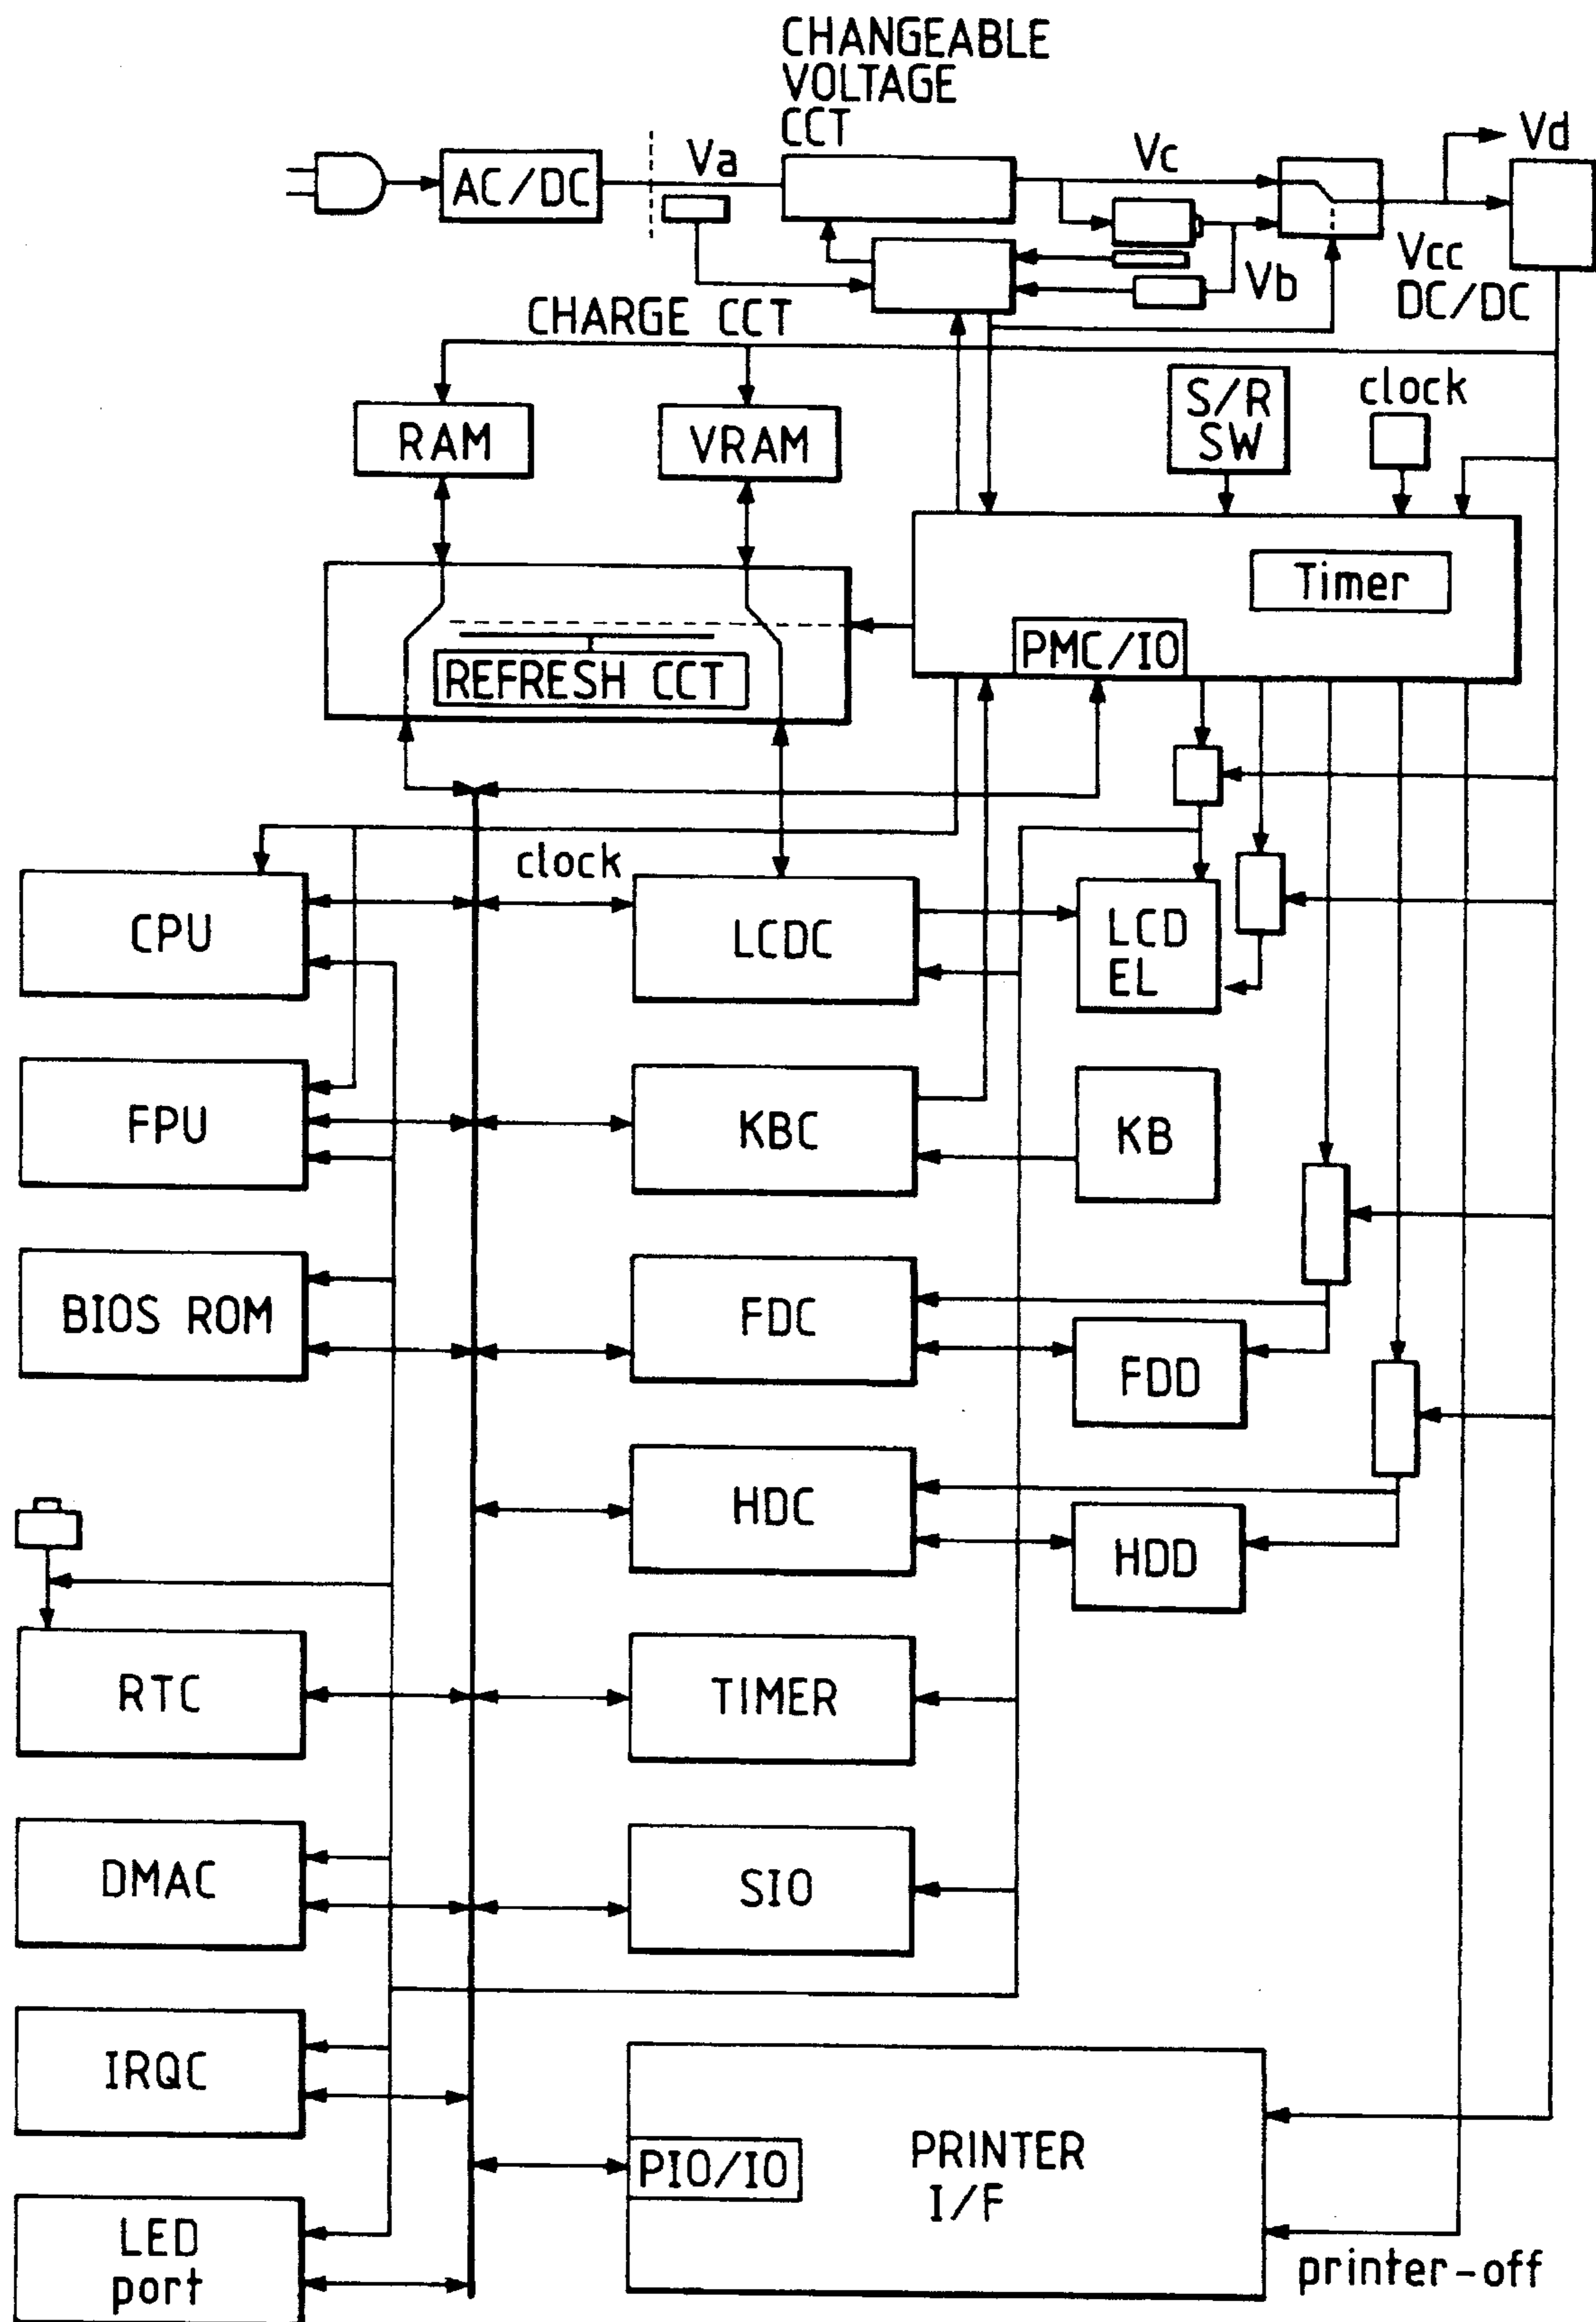 CHANGEABLE
VOLTAGE
CCT
AC/DC
Va
Vc
Vd
Vb
Vcc
DC/DC
CHARGE CCT
RAM
VRAM
S/R
SW
clock
Timer
PMC/IO
REFRESH CCT
clock
CPU
LCDC
LCD
EL
FPU
KBC
KB
BIOS ROM
FDC
FDD
HDC
HDD
RTC
TIMER
DMAC
SIO
IRQC
PIO/IO
PRINTER
I/F
LED
port
printer-off